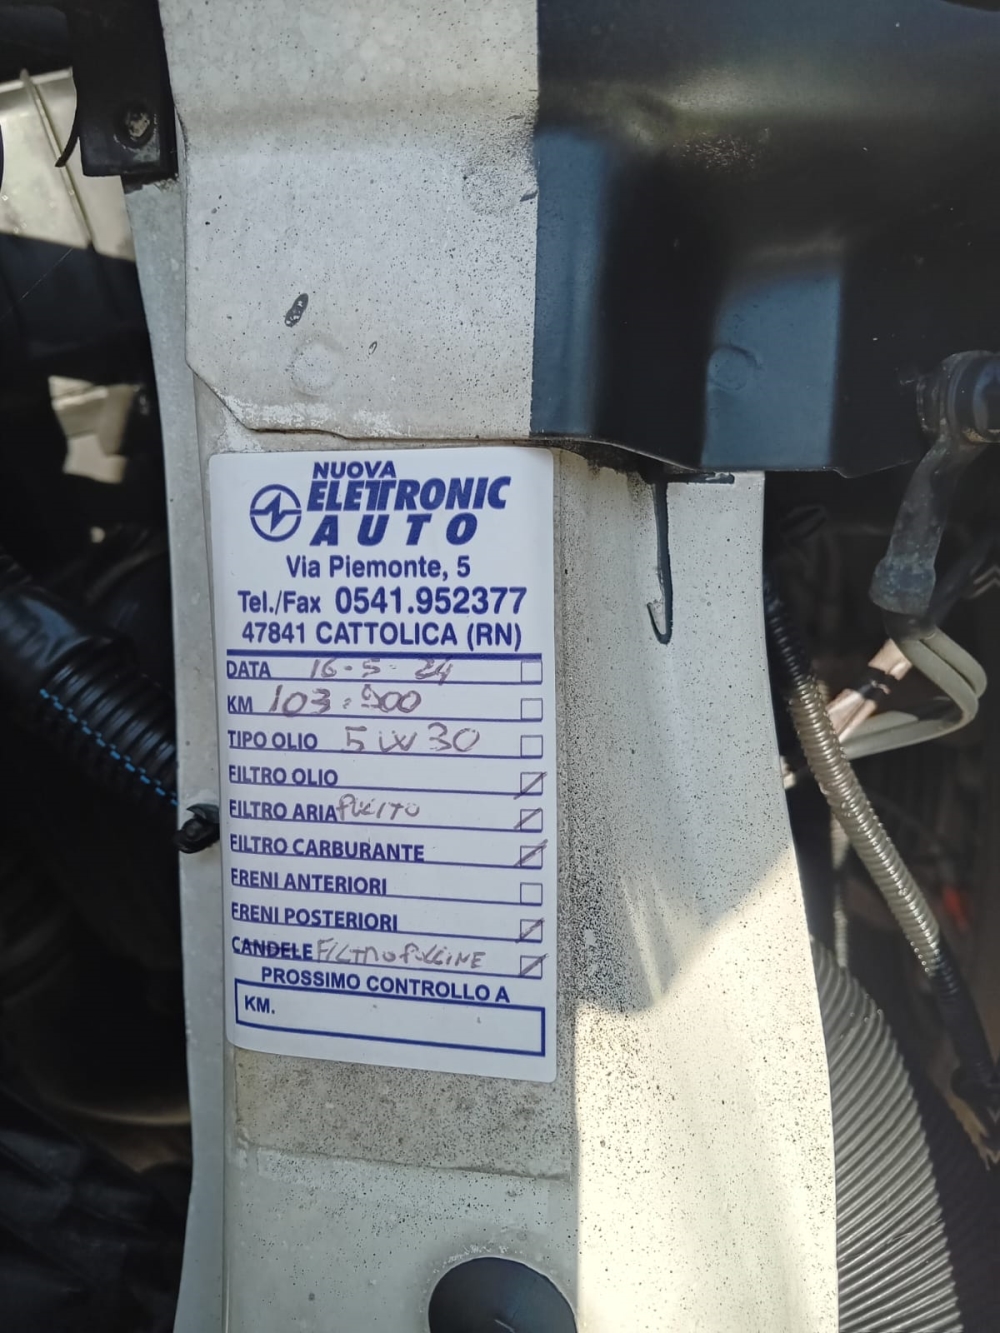 NUOVA
ELETTRONIC
AUTO
Via Piemonte, 5
Tel./Fax 0541.952377
47841 CATTOLICA (RN)
DATA 16-5-24
KM 103.900
TIPO OLIO 5W30
FILTRO OLIO
FILTRO ARIA PULITO
FILTRO CARBURANTE
FRENI ANTERIORI
FRENI POSTERIORI
CANDELE FILTRO POLLINE
PROSSIMO CONTROLLO A
KM.